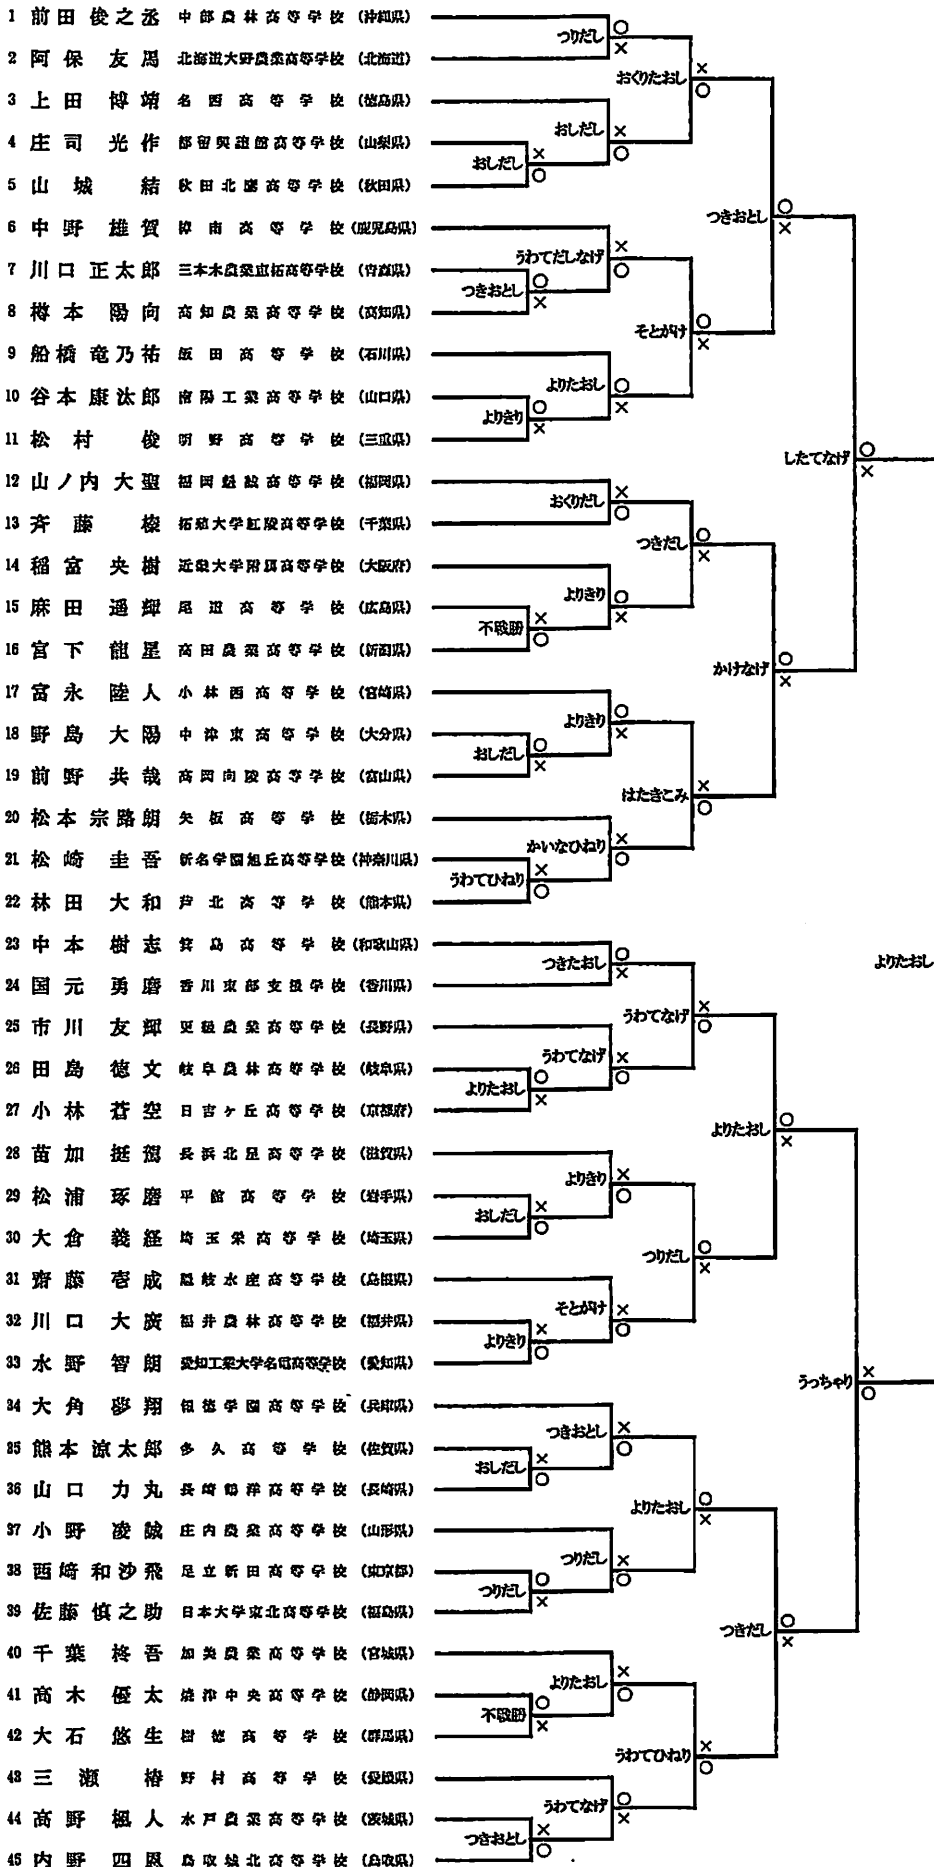 1 前田 俊之丞 中部農林高等学校 (沖縄県)
つりだし ○ ×
2 阿保 友馬 北海道大野農業高等学校 (北海道)
おくりたおし × ○
3 上田 博靖 名西高等学校 (徳島県)
おしだし × ○
4 庄司 光作 都留興譲館高等学校 (山梨県)
おしだし × ○
5 山城 結 秋田北鷹高等学校 (秋田県)
つきおとし ○ ×
6 中野 雄賀 樟南高等学校 (鹿児島県)
うわてだしなげ × ○
7 川口 正太郎 三本木農業恵拓高等学校 (青森県)
つきおとし ○ ×
8 樽本 陽向 高知農業高等学校 (高知県)
そとがけ ○ ×
9 船橋 竜乃祐 飯田高等学校 (石川県)
よりたおし ○ ×
10 谷本 康汰郎 南陽工業高等学校 (山口県)
よりきり ○ ×
11 松村 俊 明野高等学校 (三重県)
したてなげ ○ ×
12 山ノ内 大聖 福岡魁誠高等学校 (福岡県)
おくりだし × ○
13 斉藤 榛 拓殖大学紅陵高等学校 (千葉県)
つきだし ○ ×
14 稲富 央樹 近畿大学附属高等学校 (大阪府)
よりきり ○ ×
15 麻田 遥輝 尾道高等学校 (広島県)
不戦勝 × ○
16 宮下 龍星 高田農業高等学校 (新潟県)
かけなげ ○ ×
17 富永 陸人 小林西高等学校 (宮崎県)
よりきり ○ ×
18 野島 大陽 中津東高等学校 (大分県)
おしだし ○ ×
19 前野 共哉 高岡向陵高等学校 (富山県)
はたきこみ × ○
20 松本 宗路朗 矢板高等学校 (栃木県)
かいなひねり × ○
21 松崎 圭吾 新名学園旭丘高等学校 (神奈川県)
うわてひねり × ○
22 林田 大和 芦北高等学校 (熊本県)
23 中本 樹志 箕島高等学校 (和歌山県)
つきたおし ○ ×
よりたおし
24 国元 勇磨 香川東部支援学校 (香川県)
うわてなげ × ○
25 市川 友輝 更級農業高等学校 (長野県)
うわてなげ × ○
26 田島 徳文 岐阜農林高等学校 (岐阜県)
よりたおし ○ ×
27 小林 蒼空 日吉ヶ丘高等学校 (京都府)
よりたおし ○ ×
28 苗加 挺 長浜北星高等学校 (滋賀県)
よりきり × ○
29 松浦 琢磨 平舘高等学校 (岩手県)
おしだし × ○
30 大倉 義経 埼玉栄高等学校 (埼玉県)
つりだし ○ ×
31 齋藤 壱成 隠岐水産高等学校 (島根県)
そとがけ × ○
32 川口 大廣 福井農林高等学校 (福井県)
よりきり × ○
33 水野 智朗 愛知工業大学名電高等学校 (愛知県)
うっちゃり × ○
34 大角 夢翔 報徳学園高等学校 (兵庫県)
つきおとし × ○
35 熊本 涼太郎 多久高等学校 (佐賀県)
おしだし × ○
36 山口 力丸 長崎鶴洋高等学校 (長崎県)
よりたおし ○ ×
37 小野 凌誠 庄内農業高等学校 (山形県)
つりだし × ○
38 西﨑 和沙飛 足立新田高等学校 (東京都)
つりだし ○ ×
39 佐藤 慎之助 日本大学東北高等学校 (福島県)
つきだし ○ ×
40 千葉 柊吾 加美農業高等学校 (宮城県)
よりたおし × ○
41 高木 優太 焼津中央高等学校 (静岡県)
不戦勝 ○ ×
42 大石 悠生 樹徳高等学校 (群馬県)
うわてひねり × ○
43 三瀬 椿 野村高等学校 (愛媛県)
うわてなげ ○ ×
44 高野 楓人 水戸農業高等学校 (茨城県)
つきおとし × ○
45 内野 四恩 鳥取城北高等学校 (鳥取県)